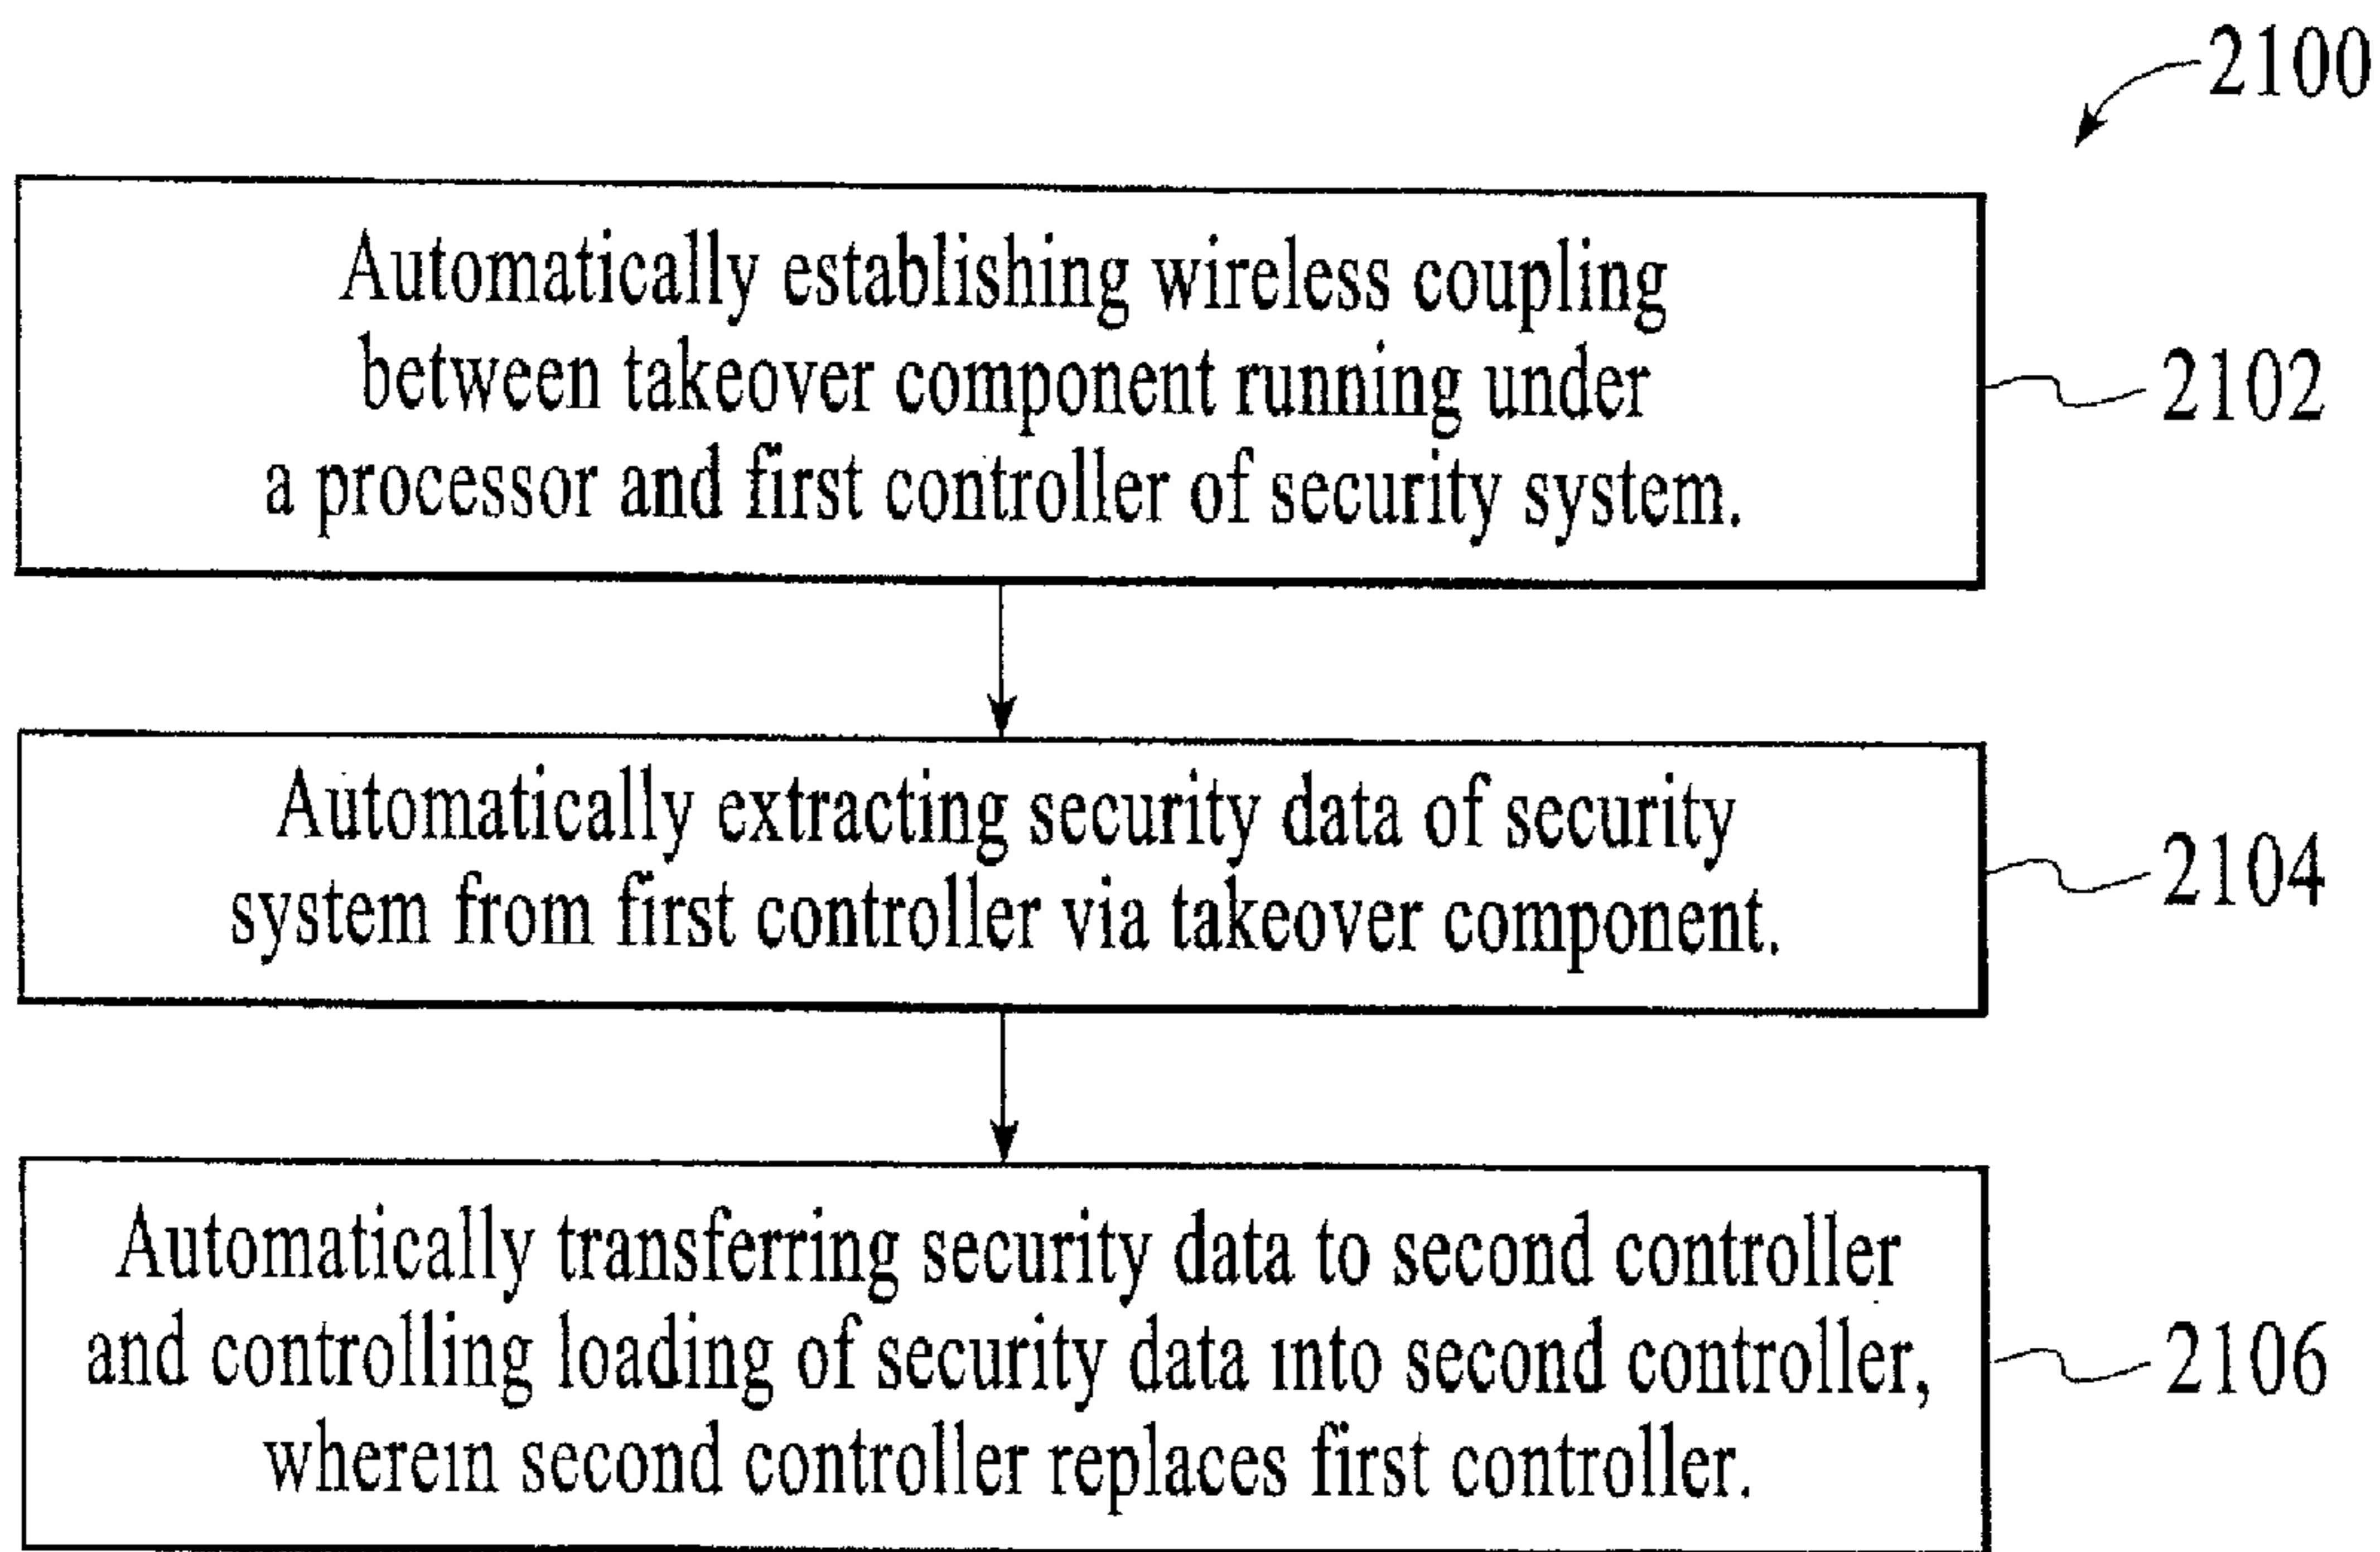 2100
Automatically establishing wireless coupling
between takeover component running under
a processor and first controller of security system.
2102
Automatically extracting security data of security
system from first controller via takeover component.
2104
Automatically transferring security data to second controller
and controlling loading of security data into second controller,
wherein second controller replaces first controller.
2106